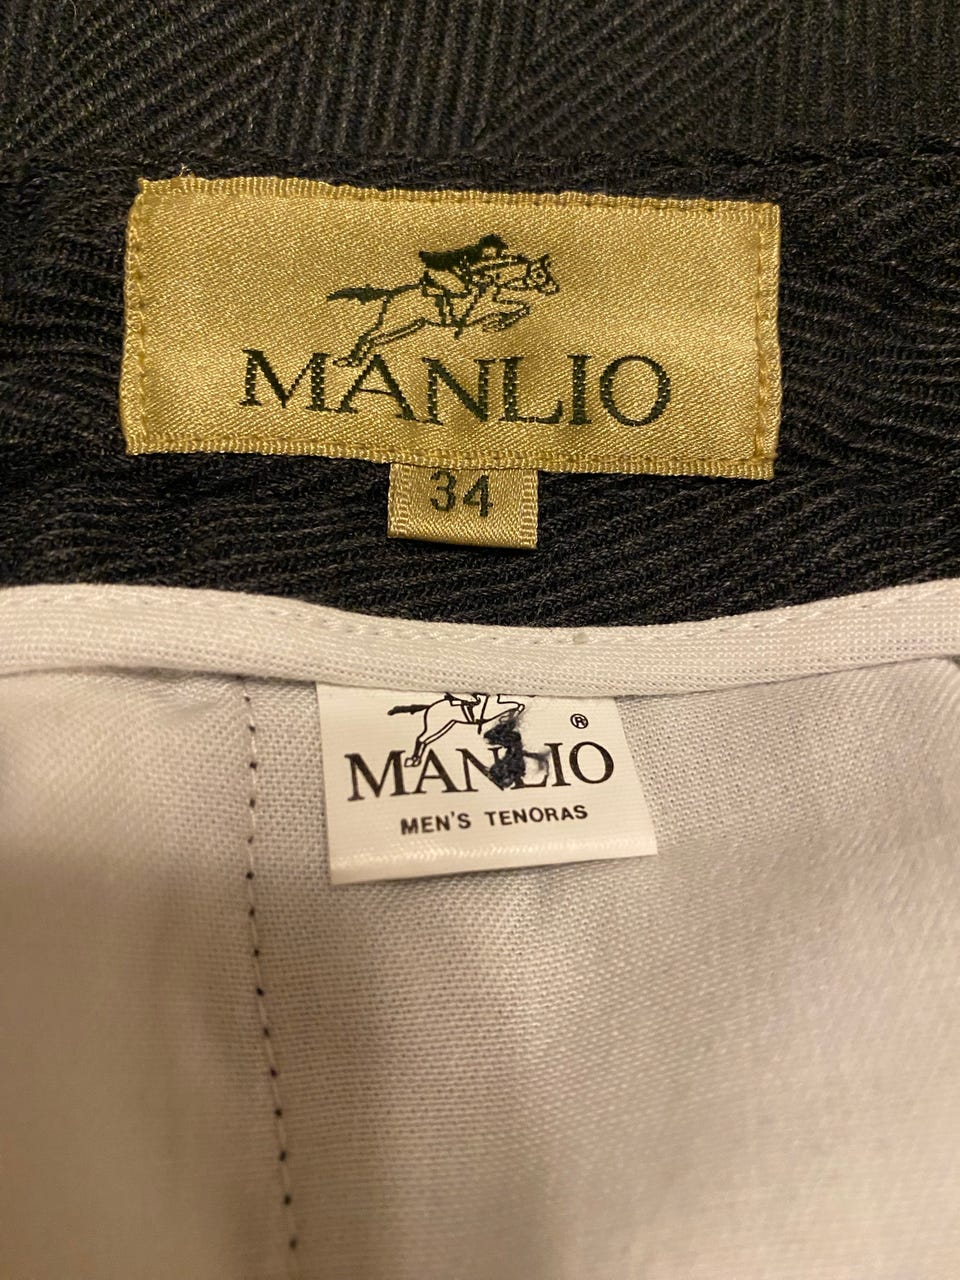 MANLIO
34
®
MANLIO
MEN'S TENORAS